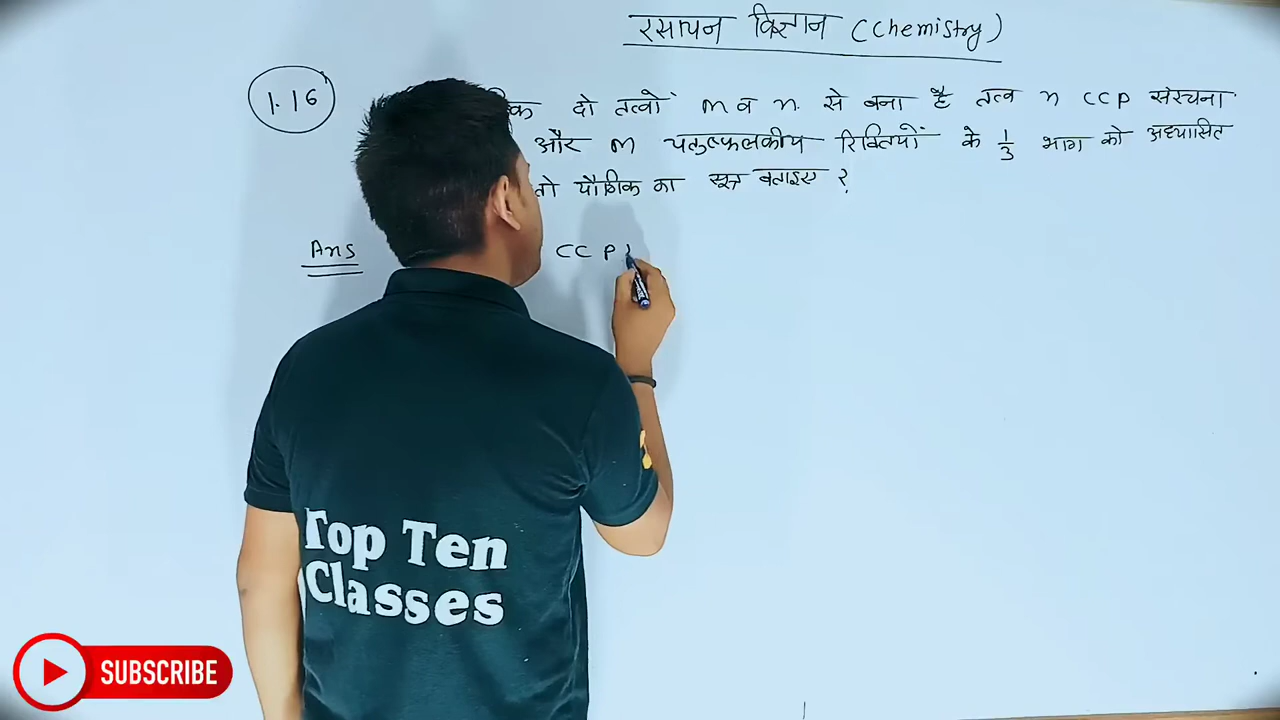 रसायन विज्ञान (Chemistry)
1.16
दो तत्वों m व n. से बना है तत्व n CCP संरचना
और m चतुष्फलकीय रिक्तियों के 1/3 भाग को अध्यासित
तो यौगिक का सूत्र बताइए ?
Ans CCP
Top Ten
Classes
SUBSCRIBE